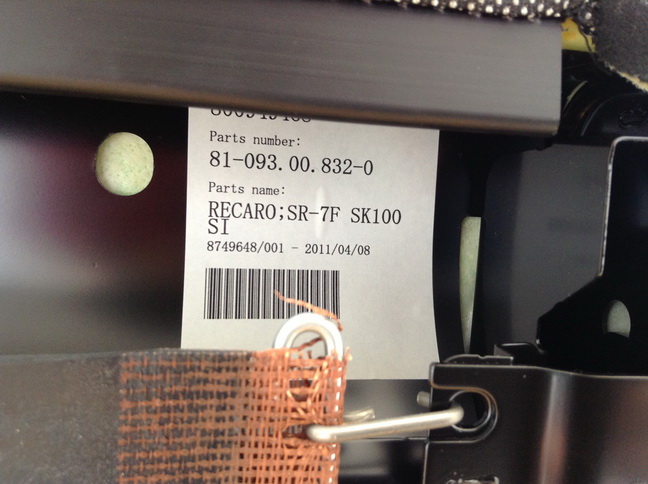 Parts number:
81-093.00.832-0
Parts name:
RECARO;SR-7F SK100
SI
8749648/001 - 2011/04/08